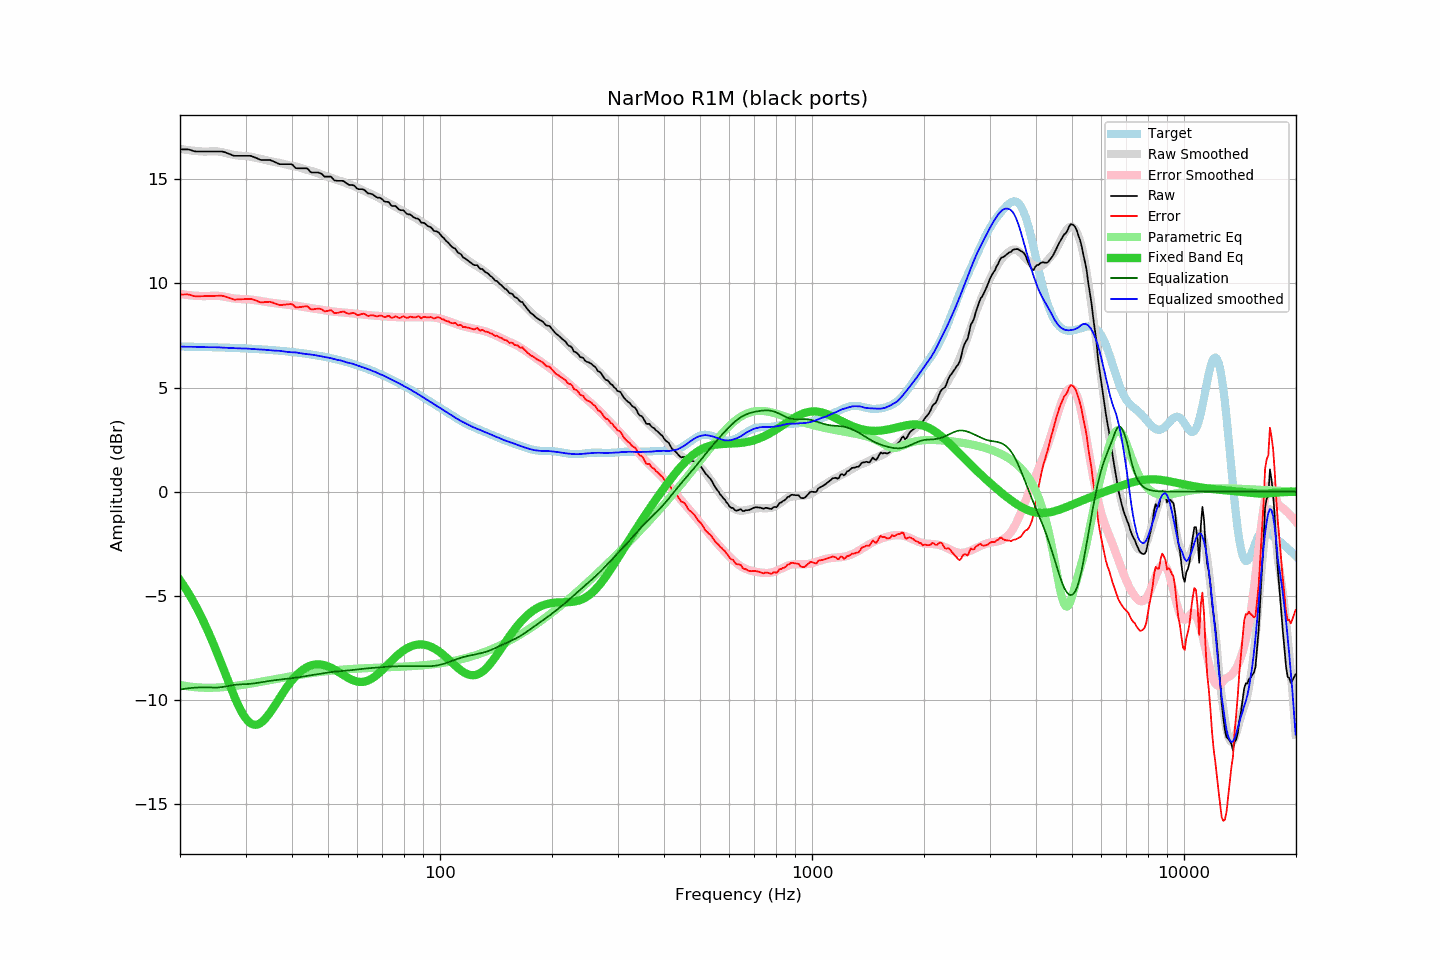 NarMoo R1M (black ports)
Target
Raw Smoothed
Error Smoothed
Raw
Error
Parametric Eq
Fixed Band Eq
Equalization
Equalized smoothed
Amplitude (dBr)
15
10
5
0
−5
−10
−15
100
1000
10000
Frequency (Hz)